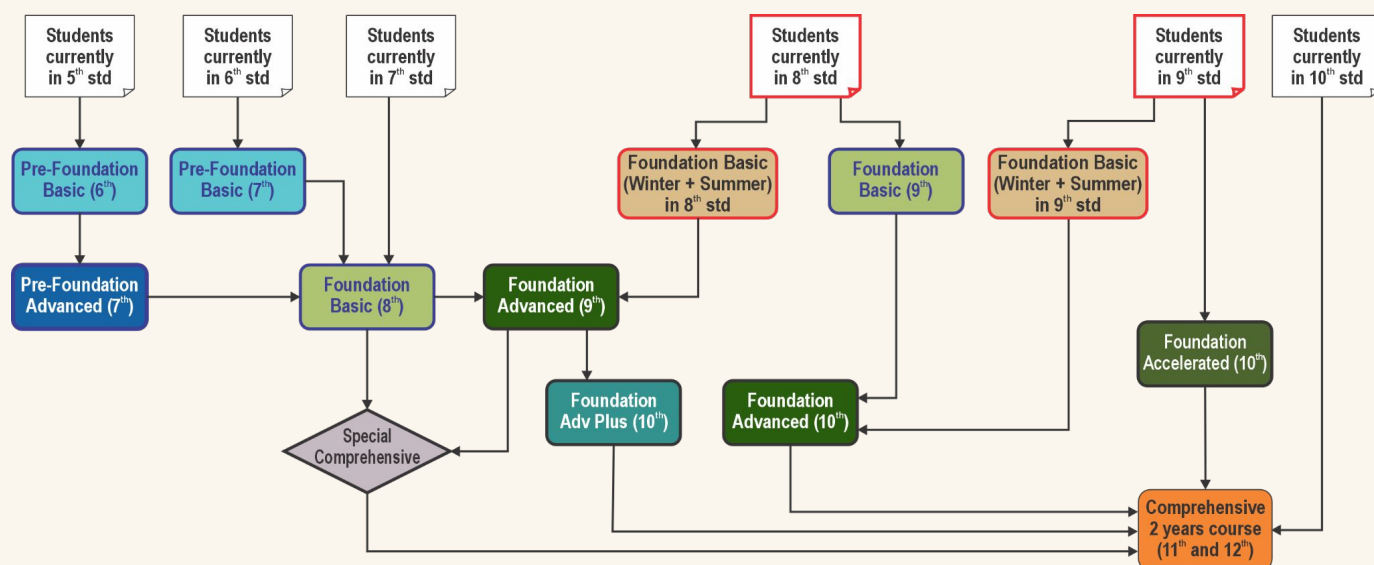 Students
currently
in 5th std
Students
currently
in 6th std
Students
currently
in 7th std
Students
currently
in 8th std
Students
currently
in 9th std
Students
currently
in 10th std
Pre-Foundation
Basic (6th)
Pre-Foundation
Basic (7th)
Foundation Basic
(Winter + Summer)
in 8th std
Foundation
Basic (9th)
Foundation Basic
(Winter + Summer)
in 9th std
Pre-Foundation
Advanced (7th)
Foundation
Basic (8th)
Foundation
Advanced (9th)
Foundation
Accelerated (10th)
Foundation
Adv Plus (10th)
Foundation
Advanced (10th)
Special
Comprehensive
Comprehensive
2 years course
(11th and 12th)